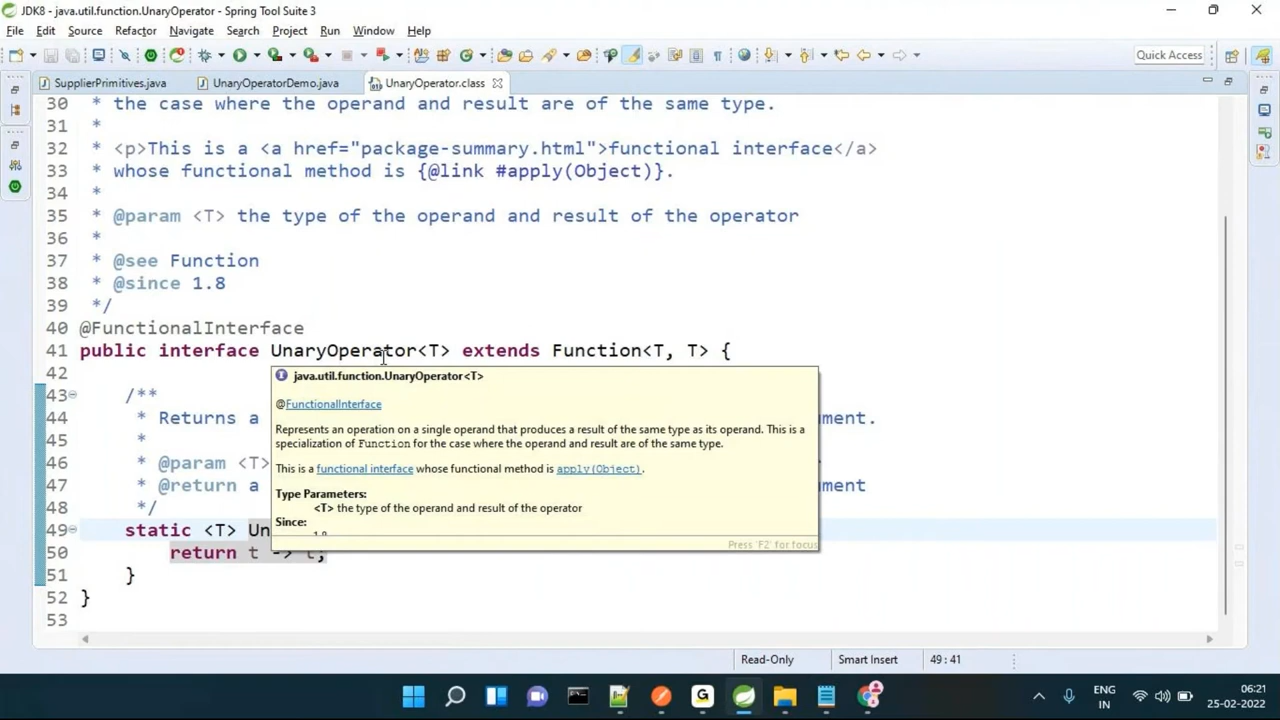 JDK8 - java.util.function.UnaryOperator - Spring Tool Suite 3
File Edit Source Refactor Navigate Search Project Run Window Help
Quick Access
SupplierPrimitives.java UnaryOperatorDemo.java UnaryOperator.class
30 * the case where the operand and result are of the same type.
31 *
32 * <p>This is a <a href="package-summary.html">functional interface</a>
33 * whose functional method is {@link #apply(Object)}.
34 *
35 * @param <T> the type of the operand and result of the operator
36 *
37 * @see Function
38 * @since 1.8
39 */
40 @FunctionalInterface
41 public interface UnaryOperator<T> extends Function<T, T> {
42
java.util.function.UnaryOperator<T>
43 /**
@FunctionalInterface
44 * Returns a ument.
Represents an operation on a single operand that produces a result of the same type as its operand. This is a
45 *
specialization of Function for the case where the operand and result are of the same type.
46 * @param <T>
This is a functional interface whose functional method is apply(Object).
47 * @return a ument
Type Parameters:
48 */
<T> the type of the operand and result of the operator
Since:
49 static <T> Un
1.8
Press 'F2' for focus
50 return t -> t;
51 }
52 }
53
Read-Only Smart Insert 49 : 41
ENG
IN
06:21
25-02-2022